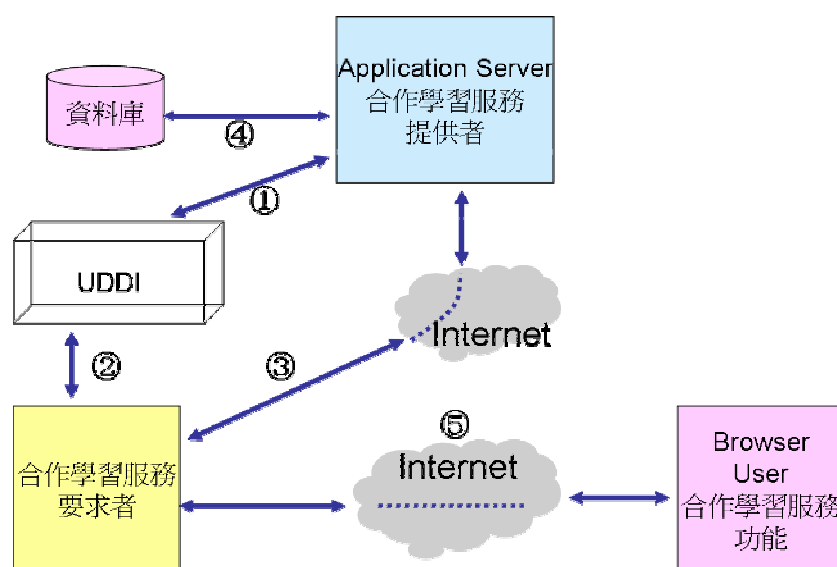 Application Server
合作學習服務
提供者
資料庫
④
①
UDDI
Internet
②
③
⑤
Internet
合作學習服務
要求者
Browser
User
合作學習服務
功能